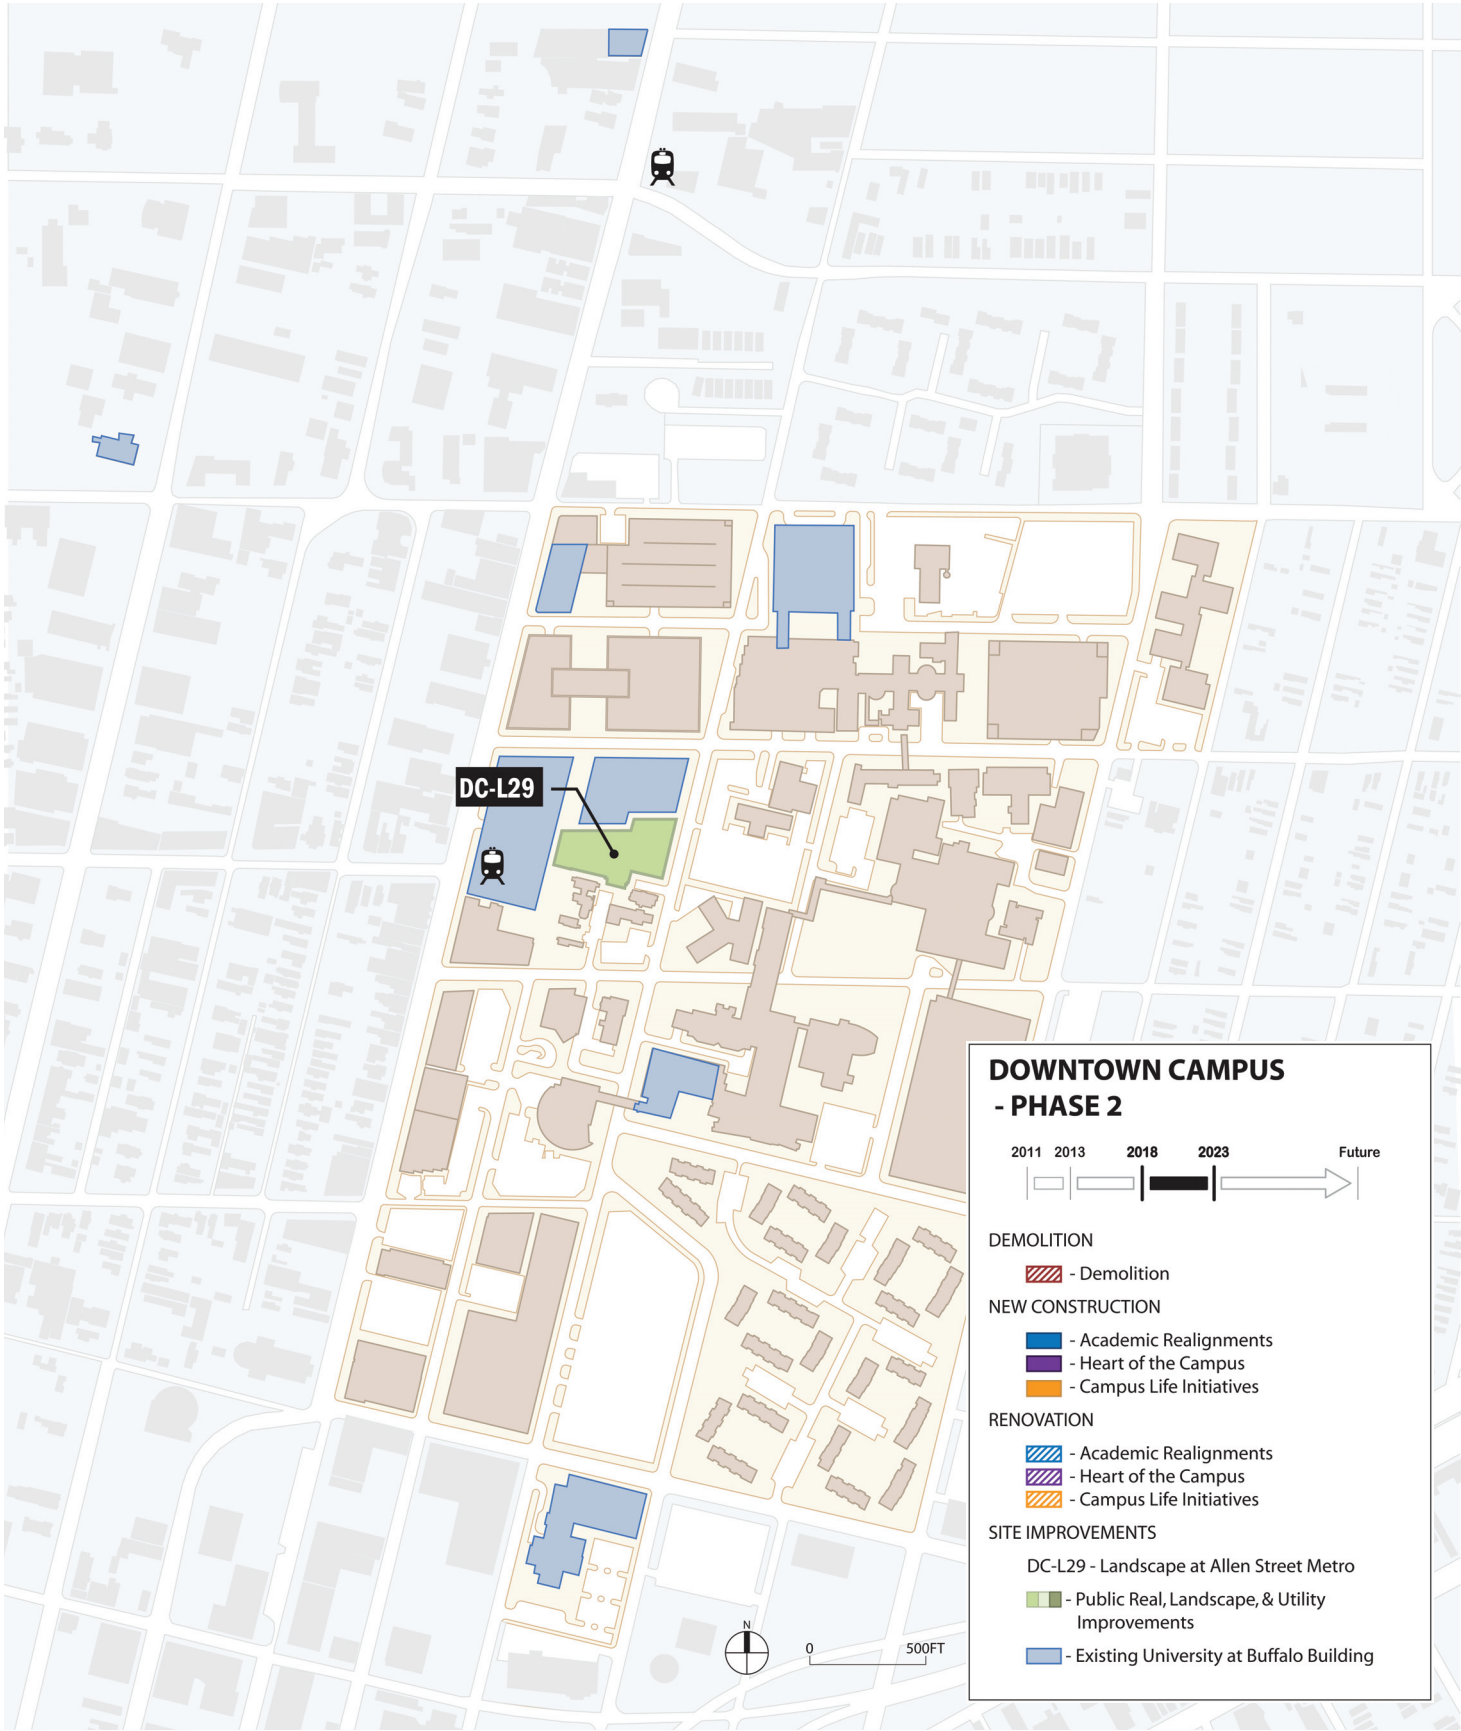 DC-L29
DOWNTOWN CAMPUS
- PHASE 2
2011 2013 2018 2023 Future
DEMOLITION
- Demolition
NEW CONSTRUCTION
- Academic Realignments
- Heart of the Campus
- Campus Life Initiatives
RENOVATION
- Academic Realignments
- Heart of the Campus
- Campus Life Initiatives
SITE IMPROVEMENTS
DC-L29 - Landscape at Allen Street Metro
- Public Real, Landscape, & Utility
Improvements
- Existing University at Buffalo Building
N
0 500FT